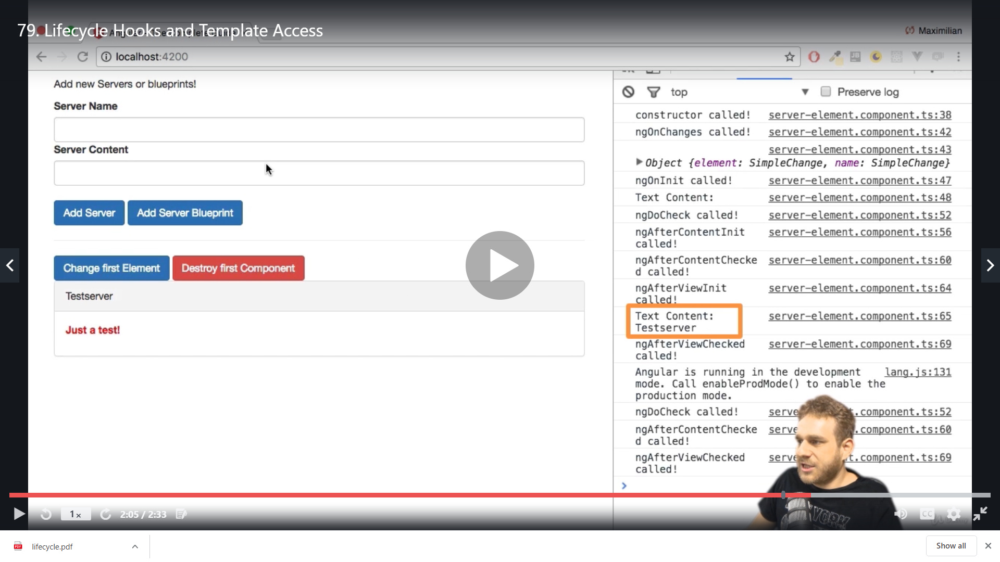 79. Lifecycle Hooks and Template Access
Maximilian
localhost:4200
Add new Servers or blueprints!
Server Name
Server Content
Add Server
Add Server Blueprint
Change first Element
Destroy first Component
Testserver
Just a test!
top
Preserve log
constructor called! server-element.component.ts:38
ngOnChanges called! server-element.component.ts:42
server-element.component.ts:43
Object {element: SimpleChange, name: SimpleChange}
ngOnInit called! server-element.component.ts:47
Text Content: server-element.component.ts:48
ngDoCheck called! server-element.component.ts:52
ngAfterContentInit server-element.component.ts:56
called!
ngAfterContentChecke server-element.component.ts:60
d called!
ngAfterViewInit server-element.component.ts:64
called!
Text Content: server-element.component.ts:65
Testserver
ngAfterViewChecked server-element.component.ts:69
called!
Angular is running in the development lang.js:131
mode. Call enableProdMode() to enable the
production mode.
ngDoCheck called! serve .component.ts:52
ngAfterContentChecke serve .component.ts:60
d called!
ngAfterViewChecked serve t.component.ts:69
called!
1x
2:05 / 2:33
CC
lifecycle.pdf
Show all